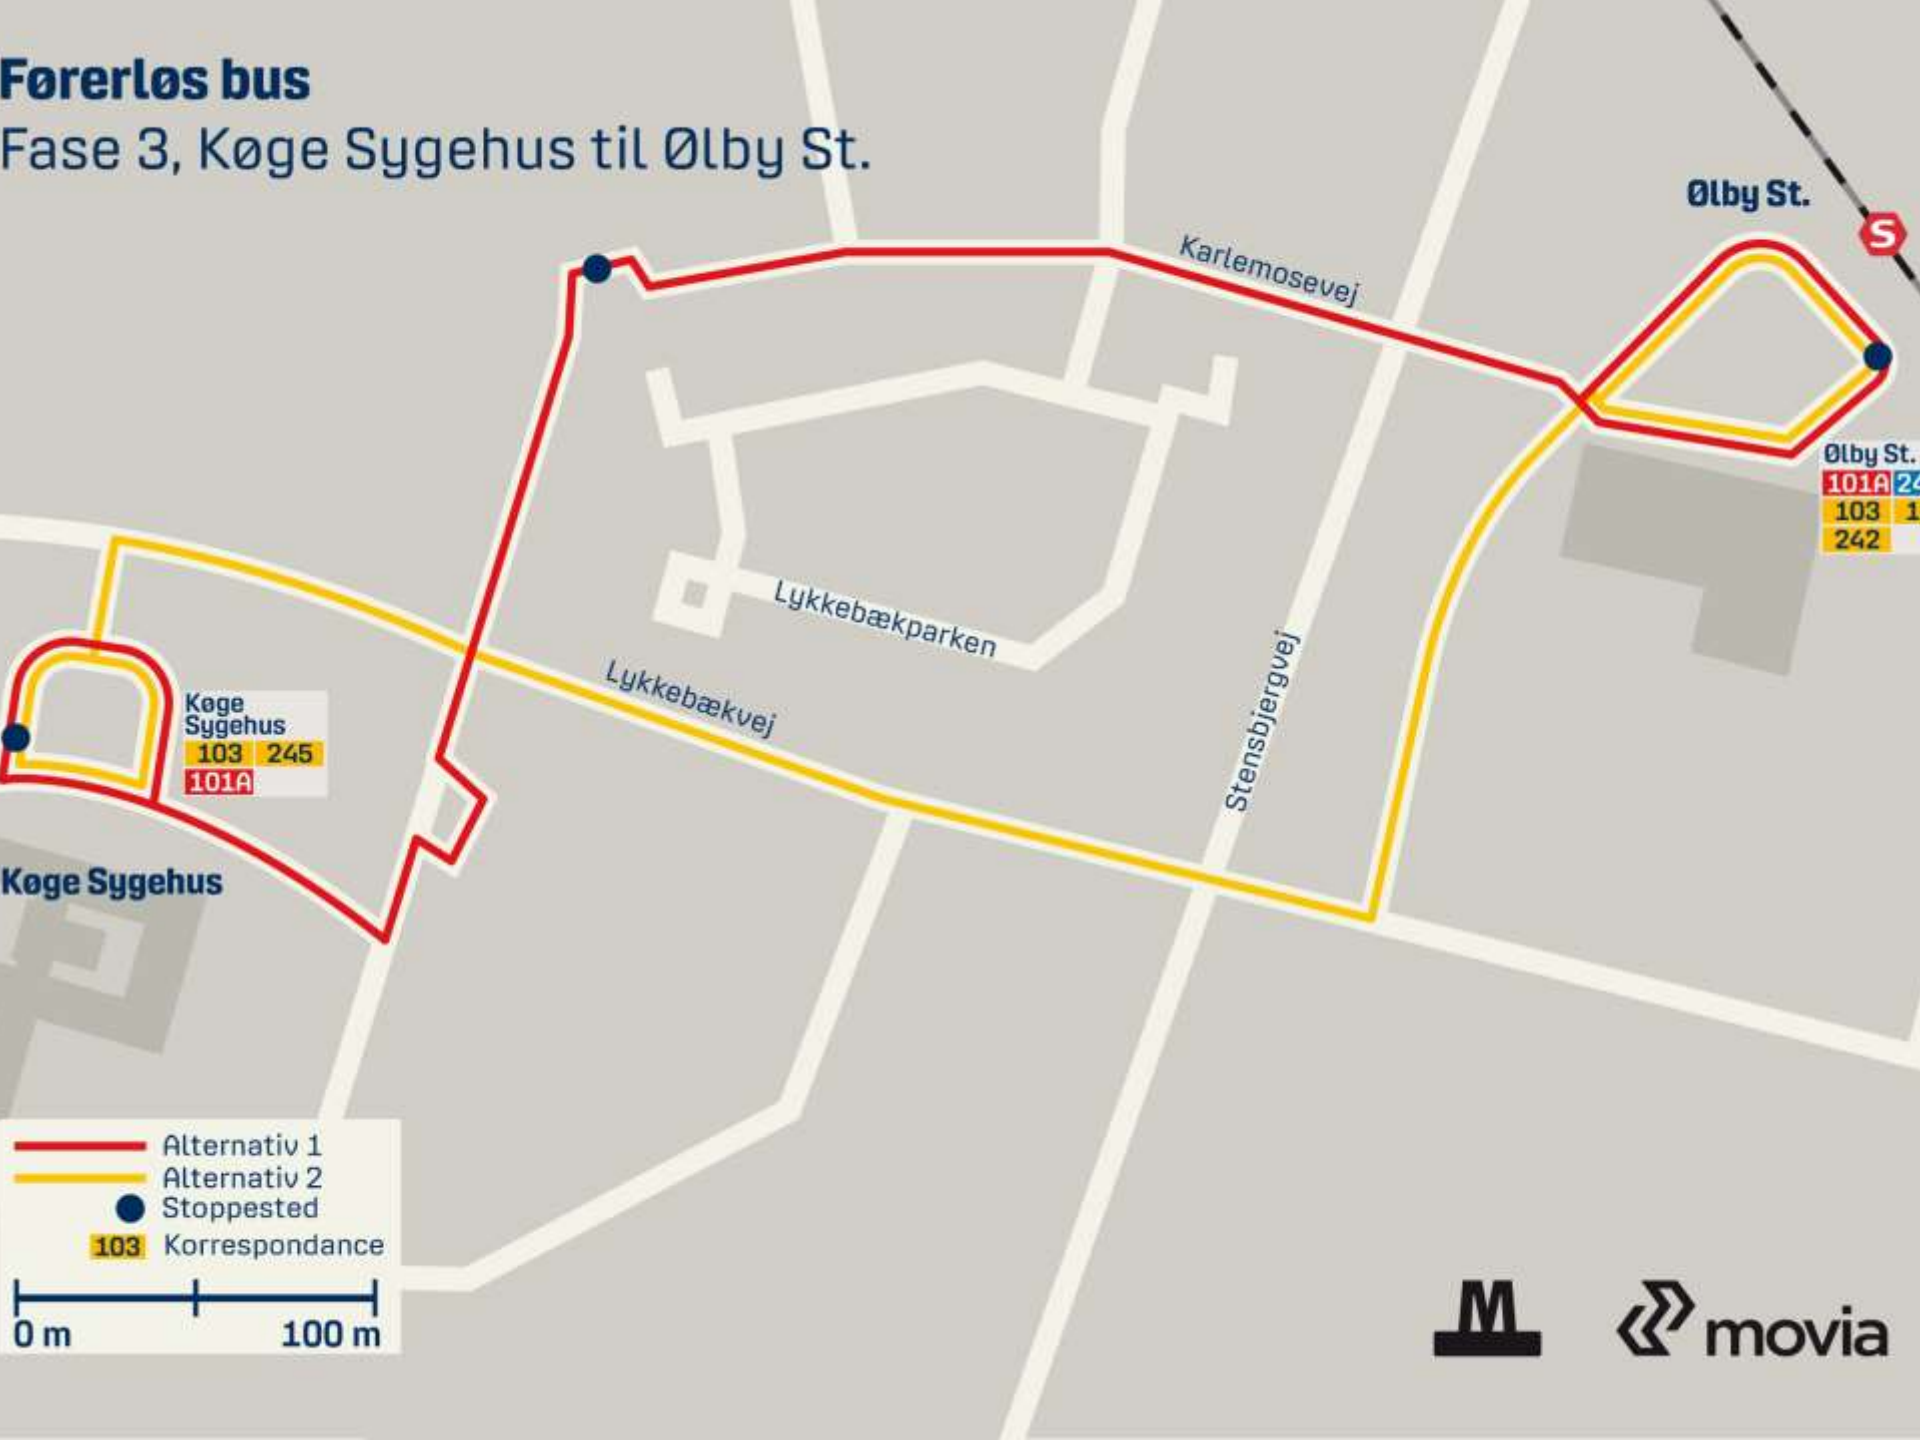 Førerløs bus
Fase 3, Køge Sygehus til Ølby St.
Ølby St.
S
Karlemosevej
Ølby St.
101A
103
242
Lykkebækparken
Lykkebækvej
Stensbjergvej
Køge
Sygehus
103 245
101A
Køge Sygehus
Alternativ 1
Alternativ 2
Stoppested
103 Korrespondance
0 m 100 m
M
movia